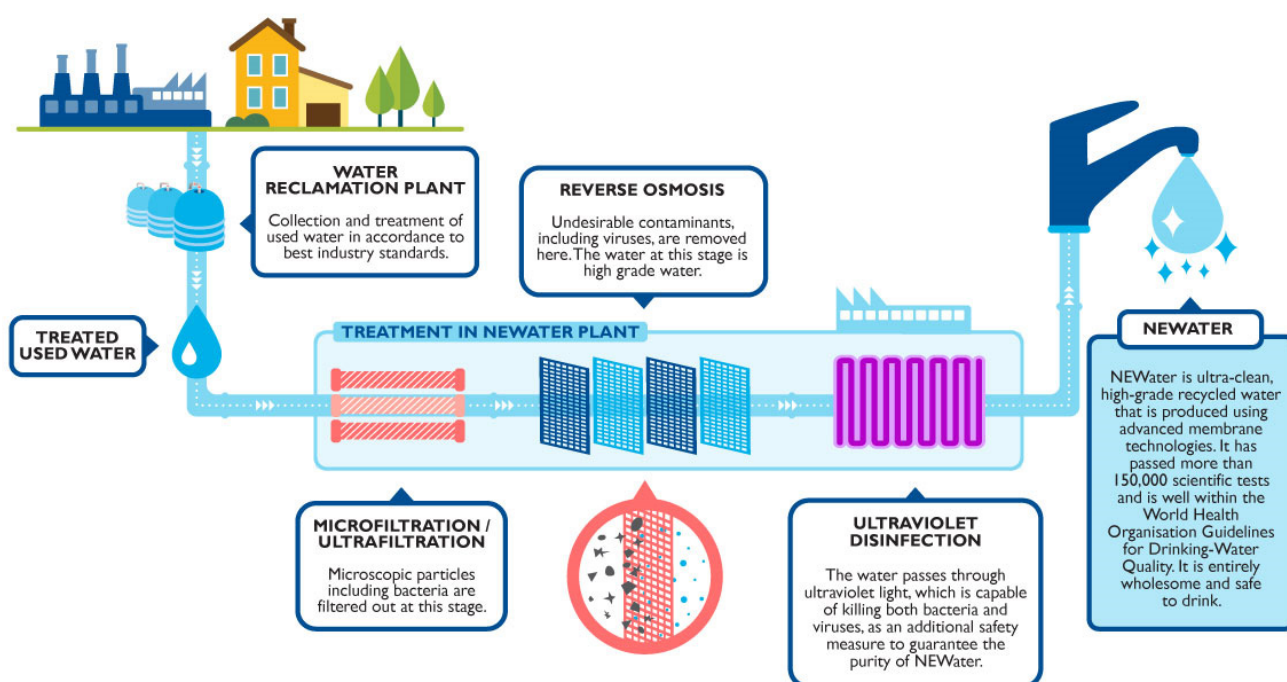 WATER
RECLAMATION PLANT
Collection and treatment of
used water in accordance to
best industry standards.
REVERSE OSMOSIS
Undesirable contaminants,
including viruses, are removed
here. The water at this stage is
high grade water.
TREATED
USED WATER
TREATMENT IN NEWATER PLANT
MICROFILTRATION /
ULTRAFILTRATION
Microscopic particles
including bacteria are
filtered out at this stage.
ULTRAVIOLET
DISINFECTION
The water passes through
ultraviolet light, which is capable
of killing both bacteria and
viruses, as an additional safety
measure to guarantee the
purity of NEWater.
NEWATER
NEWater is ultra-clean,
high-grade recycled water
that is produced using
advanced membrane
technologies. It has
passed more than
150,000 scientific tests
and is well within the
World Health
Organisation Guidelines
for Drinking-Water
Quality. It is entirely
wholesome and safe
to drink.